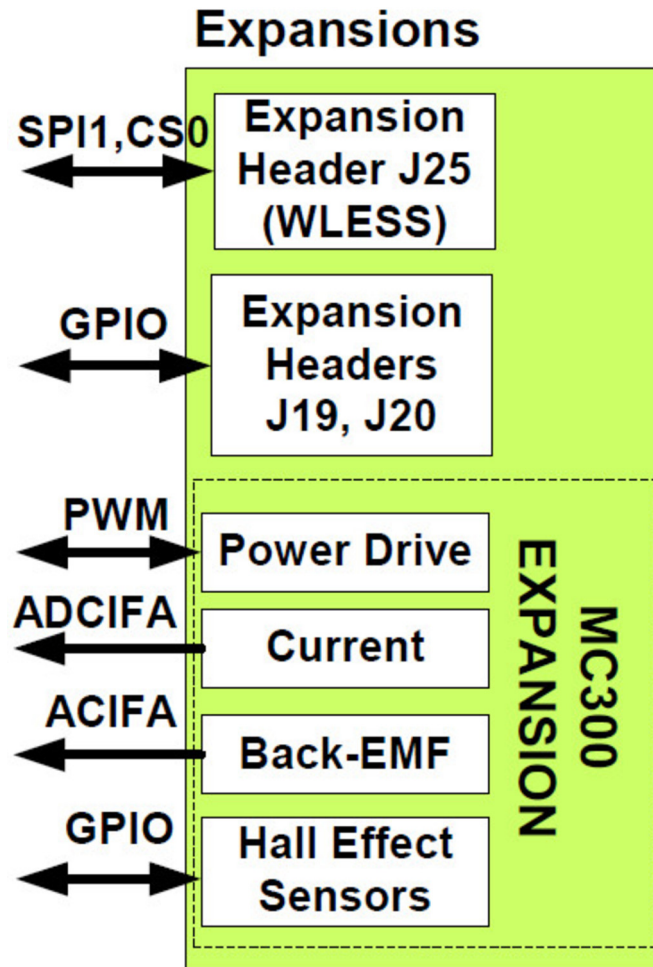 Expansions
SPI1,CS0
Expansion
Header J25
(WLESS)
GPIO
Expansion
Headers
J19, J20
PWM
Power Drive
ADCIFA
Current
ACIFA
Back-EMF
GPIO
Hall Effect
Sensors
MC300
EXPANSION